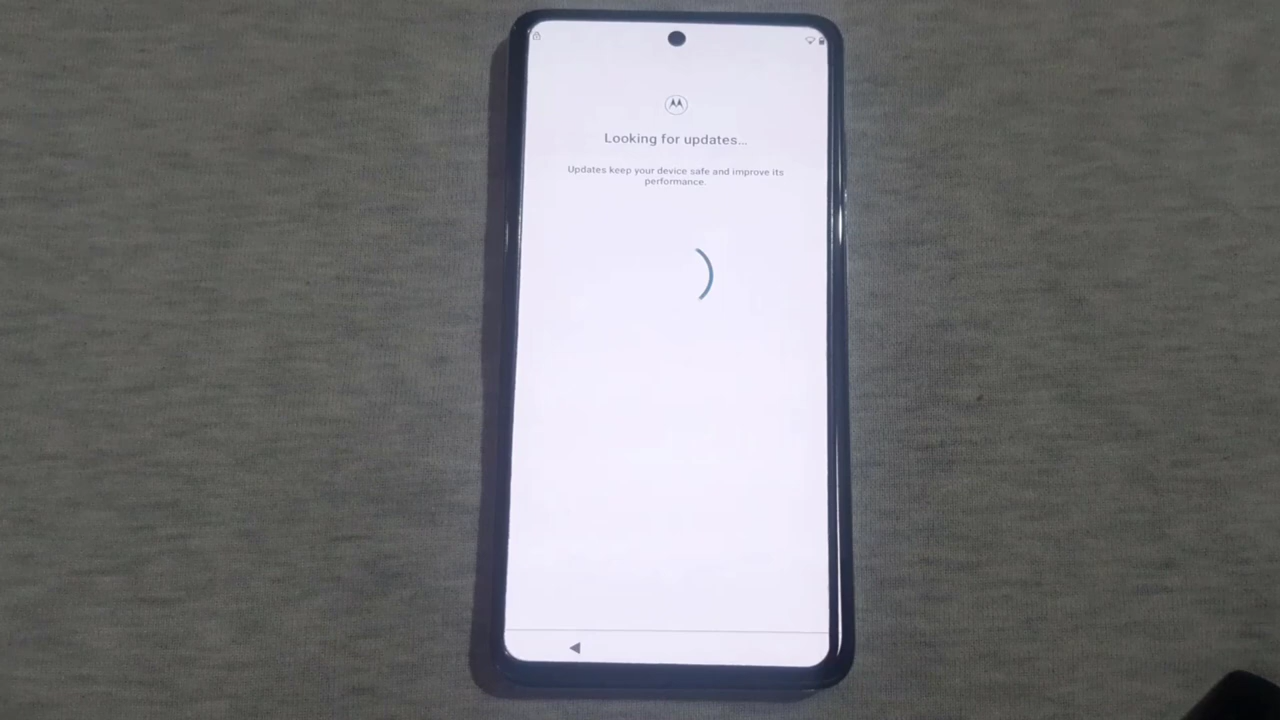 Looking for updates...
Updates keep your device safe and improve its
performance.